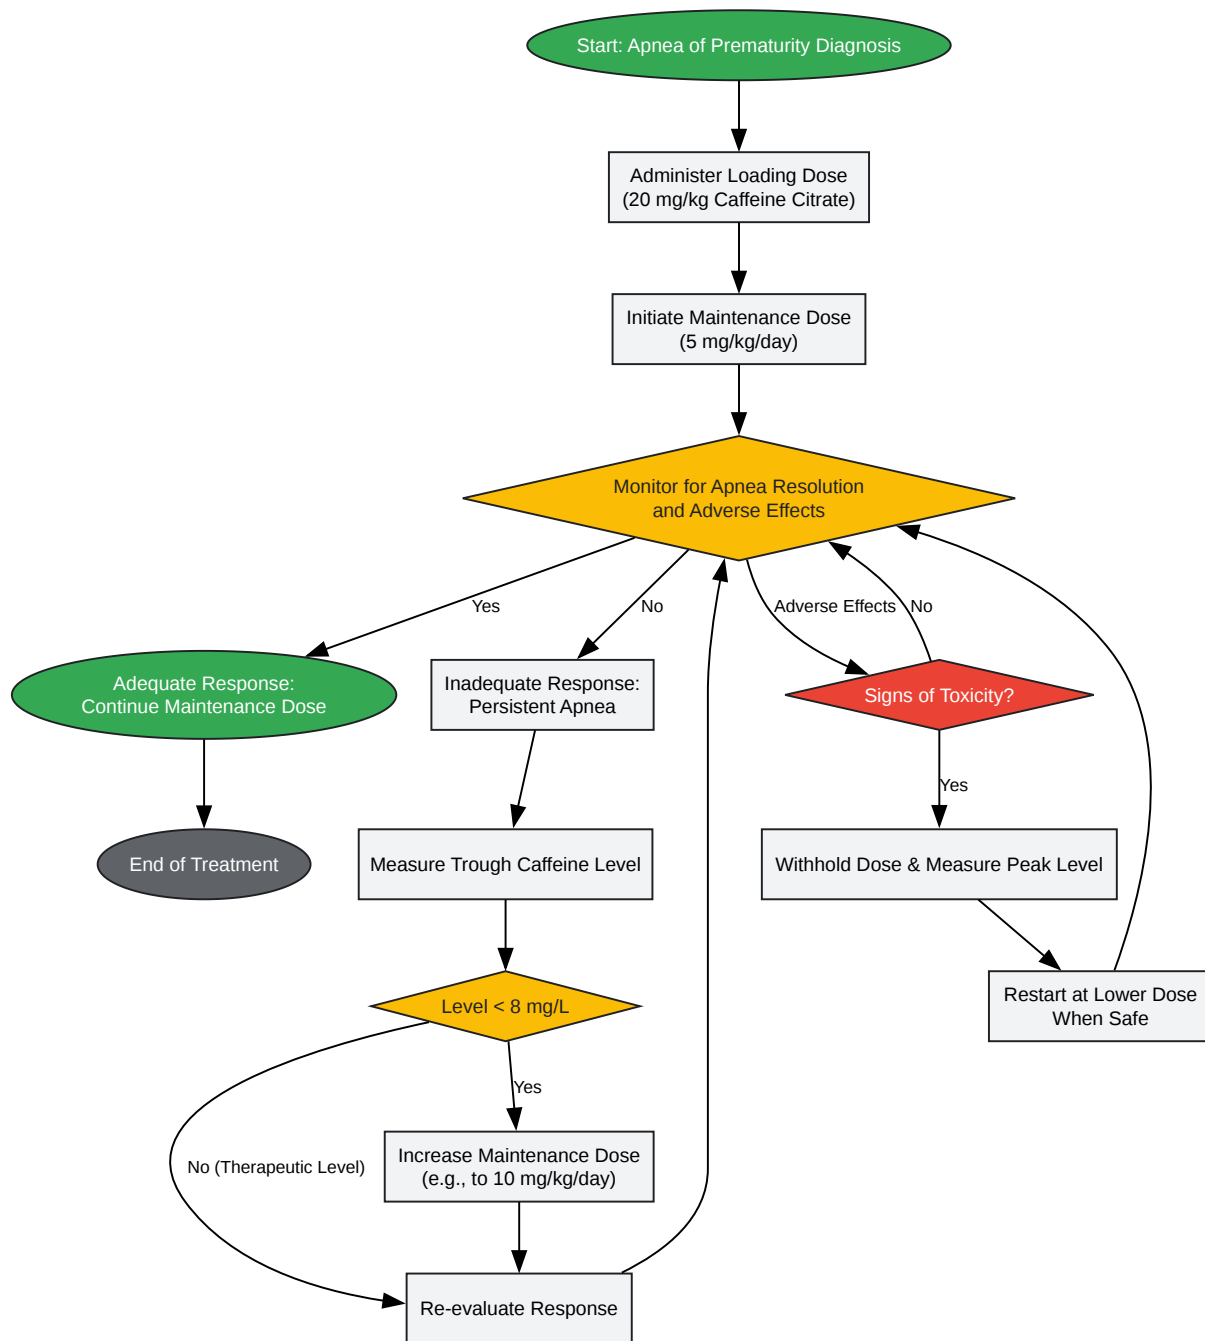 Start: Apnea of Prematurity Diagnosis
Administer Loading Dose
(20 mg/kg Caffeine Citrate)
Initiate Maintenance Dose
(5 mg/kg/day)
Monitor for Apnea Resolution
and Adverse Effects
Yes
No
Adverse Effects
No
Adequate Response:
Continue Maintenance Dose
Inadequate Response:
Persistent Apnea
Signs of Toxicity?
Yes
End of Treatment
Measure Trough Caffeine Level
Withhold Dose & Measure Peak Level
Level < 8 mg/L
Restart at Lower Dose
When Safe
Yes
No (Therapeutic Level)
Increase Maintenance Dose
(e.g., to 10 mg/kg/day)
Re-evaluate Response